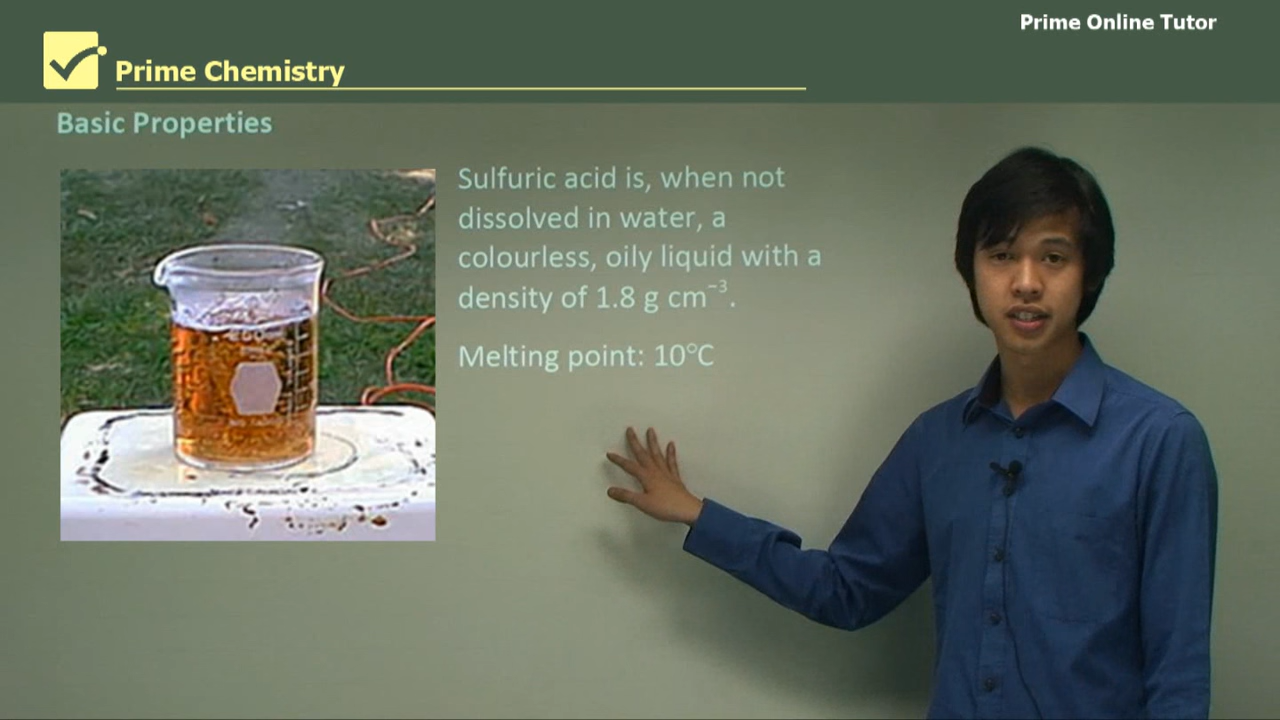 Prime Online Tutor
Prime Chemistry
Basic Properties
Sulfuric acid is, when not
dissolved in water, a
colourless, oily liquid with a
density of 1.8 g cm⁻³.
Melting point: 10°C